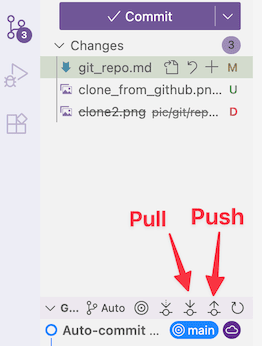 3
Commit
Changes 3
git_repo.md M
clone_from_github.pn... U
clone2.png pic/git/rep... D
Pull Push
G... Auto
Auto-commit ... main